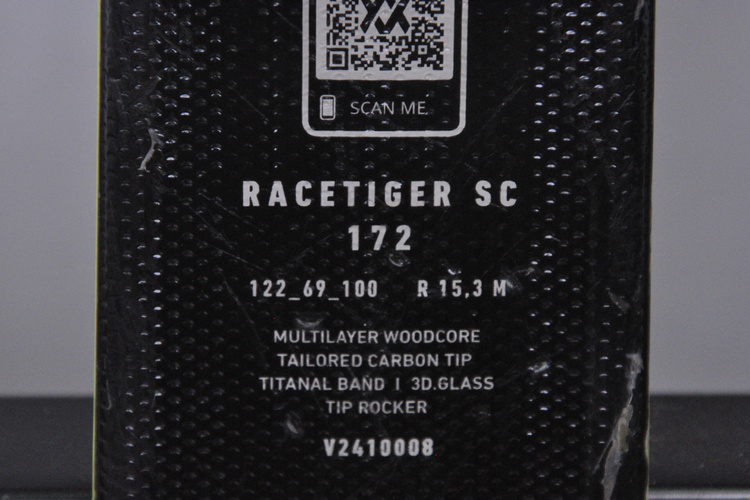 SCAN ME
RACETIGER SC
172
122_69_100 R 15,3 M
MULTILAYER WOODCORE
TAILORED CARBON TIP
TITANAL BAND I 3D.GLASS
TIP ROCKER
V2410008